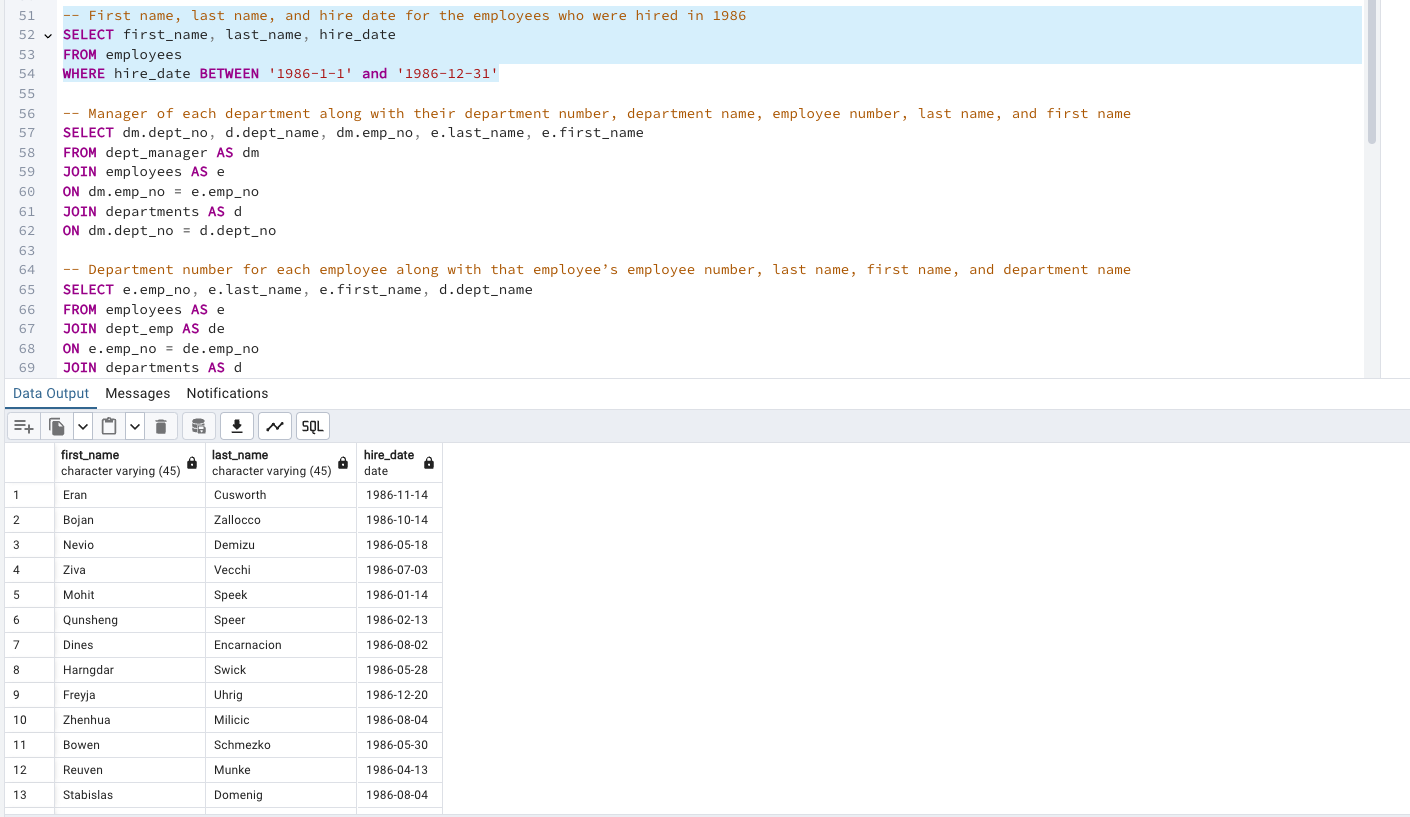 51 -- First name, last name, and hire date for the employees who were hired in 1986
52 SELECT first_name, last_name, hire_date
53 FROM employees
54 WHERE hire_date BETWEEN '1986-1-1' and '1986-12-31'
55
56 -- Manager of each department along with their department number, department name, employee number, last name, and first name
57 SELECT dm.dept_no, d.dept_name, dm.emp_no, e.last_name, e.first_name
58 FROM dept_manager AS dm
59 JOIN employees AS e
60 ON dm.emp_no = e.emp_no
61 JOIN departments AS d
62 ON dm.dept_no = d.dept_no
63
64 -- Department number for each employee along with that employee’s employee number, last name, first name, and department name
65 SELECT e.emp_no, e.last_name, e.first_name, d.dept_name
66 FROM employees AS e
67 JOIN dept_emp AS de
68 ON e.emp_no = de.emp_no
69 JOIN departments AS d
Data Output Messages Notifications
SQL
first_name last_name hire_date
character varying (45) character varying (45) date
1 Eran Cusworth 1986-11-14
2 Bojan Zallocco 1986-10-14
3 Nevio Demizu 1986-05-18
4 Ziva Vecchi 1986-07-03
5 Mohit Speek 1986-01-14
6 Qunsheng Speer 1986-02-13
7 Dines Encarnacion 1986-08-02
8 Harngdar Swick 1986-05-28
9 Freyja Uhrig 1986-12-20
10 Zhenhua Milicic 1986-08-04
11 Bowen Schmezko 1986-05-30
12 Reuven Munke 1986-04-13
13 Stabislas Domenig 1986-08-04